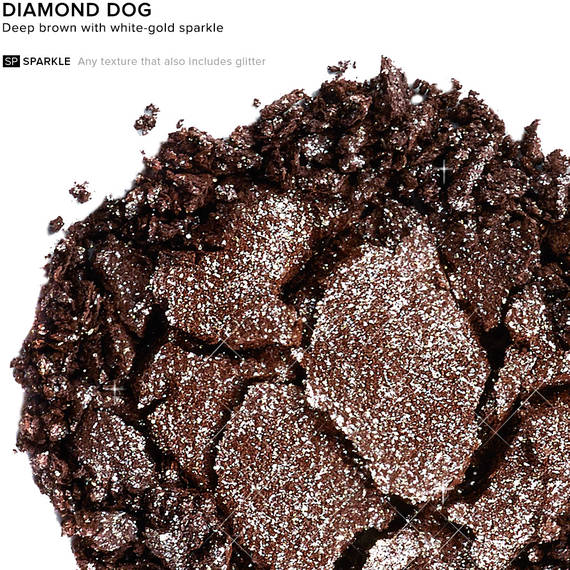 DIAMOND DOG
Deep brown with white-gold sparkle
SP SPARKLE Any texture that also includes glitter